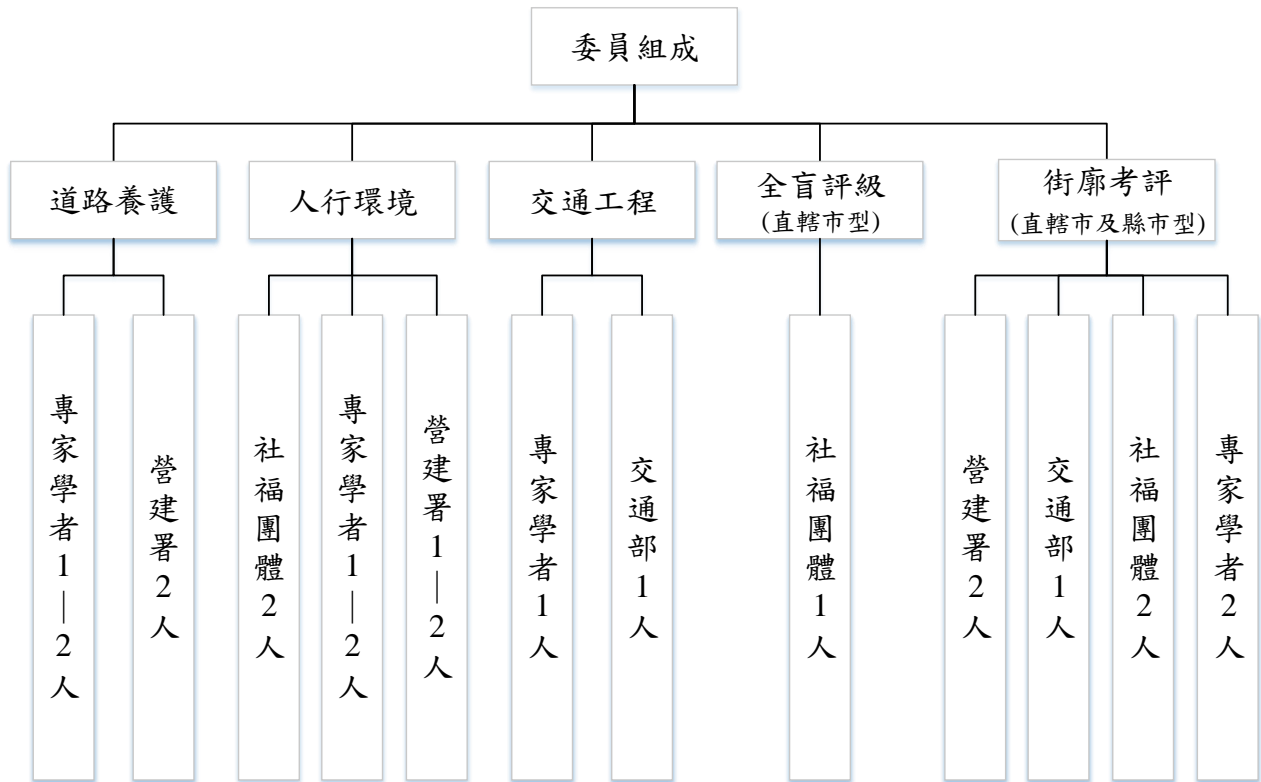 委員組成
道路養護
人行環境
交通工程
全盲評級
(直轄市型)
街廓考評
(直轄市及縣市型)
專家學者1—2人
營建署2人
社福團體2人
專家學者1—2人
營建署1—2人
專家學者1人
交通部1人
社福團體1人
營建署2人
交通部1人
社福團體2人
專家學者2人